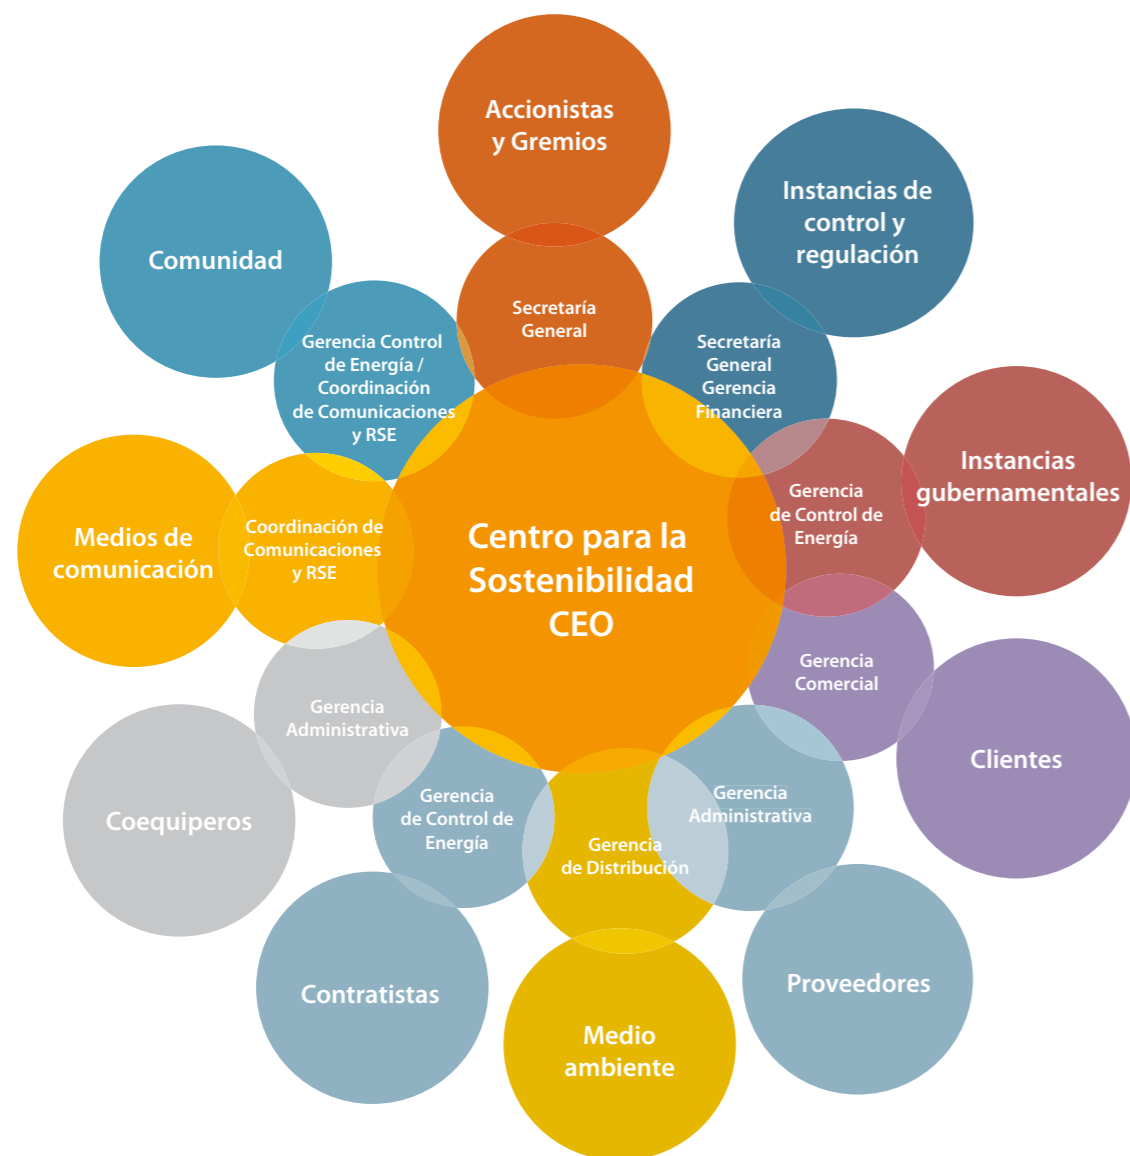 Accionistas
y Gremios
Instancias de
control y
regulación
Comunidad
Secretaría
General
Gerencia Control
de Energía /
Coordinación
de Comunicaciones
y RSE
Secretaría
General
Gerencia
Financiera
Instancias
gubernamentales
Gerencia
de Control de
Energía
Medios de
comunicación
Coordinación de
Comunicaciones
y RSE
Centro para la
Sostenibilidad
CEO
Gerencia
Comercial
Clientes
Gerencia
Administrativa
Coequiperos
Gerencia
de Control de
Energía
Gerencia
de Distribución
Gerencia
Administrativa
Contratistas
Medio
ambiente
Proveedores